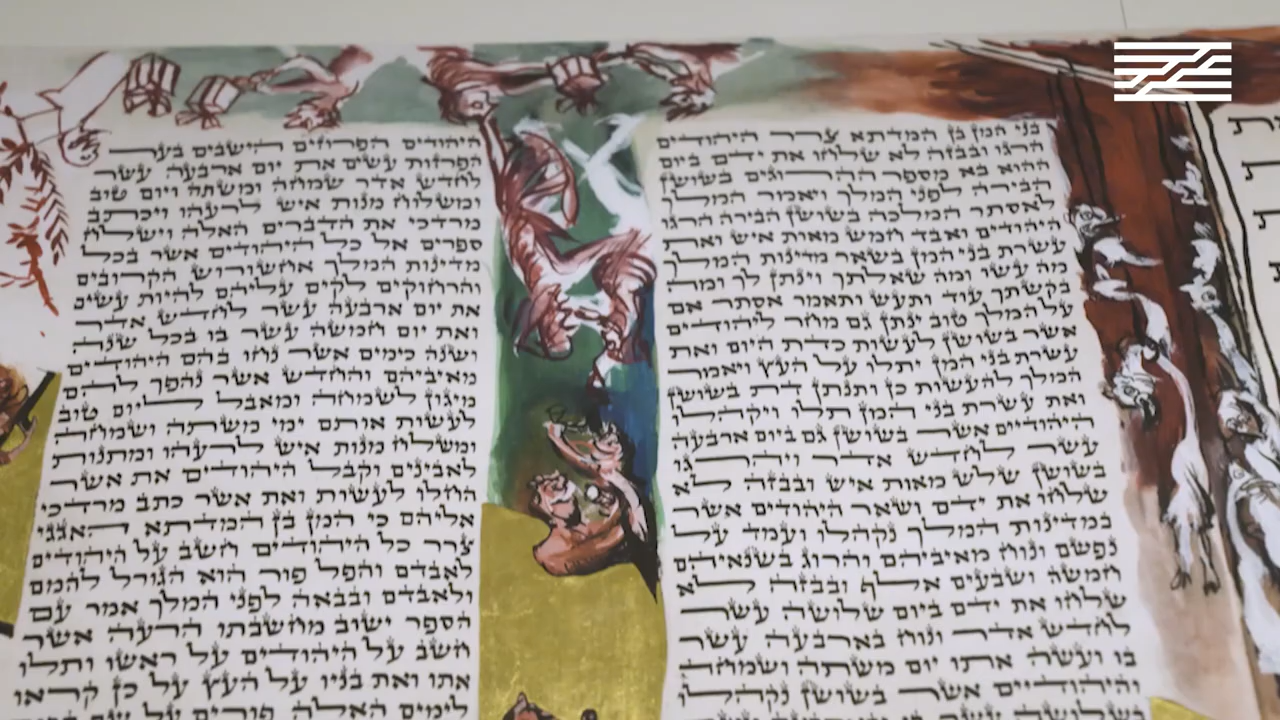 בני המן בן המדתא צרר היהודים
הרגו ובבזה לא שלחו את ידם ביום
ההוא בא מספר ההרוגים בשושן
הבירה לפני המלך ויאמר המלך
לאסתר המלכה בשושן הבירה הרגו
היהודים ואבד חמש מאות איש ואת
עשרת בני המן בשאר מדינות המלך
מה עשו ומה שאלתך וינתן לך ומה
בקשתך עוד ותעש ותאמר אסתר אם
על המלך טוב ינתן גם מחר ליהודים
אשר בשושן לעשות כדת היום ואת
עשרת בני המן יתלו על העץ ויאמר
המלך להעשות כן ותנתן דת בשושן
ואת עשרת בני המן תלו ויקהלו
היהודיים אשר בשושן גם ביום ארבעה
עשר לחדש אדר ויהרגו
בשושן שלש מאות איש ובבזה לא
שלחו את ידם ושאר היהודים אשר
במדינות המלך נקהלו ועמד על
נפשם ונוח מאיביהם והרוג בשנאיהם
חמשה ושבעים אלף ובבזה לא
שלחו את ידם ביום שלושה עשר
לחדש אדר ונוח בארבעה עשר
בו ועשה אתו יום משתה ושמחה
והיהודיים אשר בשושן נקהלו
היהודים הפרוזים הישבים בערי
הפרזות עשים את יום ארבעה עשר
לחדש אדר שמחה ומשתה ויום טוב
ומשלוח מנות איש לרעהו ויכתב
מרדכי את הדברים האלה וישלח
ספרים אל כל היהודים אשר בכל
מדינות המלך אחשורוש הקרובים
והרחוקים לקים עליהם להיות עשים
את יום ארבעה עשר לחדש אדר
ואת יום חמשה עשר בו בכל שנה
ושנה כימים אשר נחו בהם היהודים
מאיביהם והחדש אשר נהפך להם
מיגון לשמחה ומאבל ליום טוב
לעשות אותם ימי משתה ושמחה
ומשלח מנות איש לרעהו ומתנות
לאבינים וקבל היהודים את אשר
החלו לעשות ואת אשר כתב מרדכי
אליהם כי המן בן המדתא האגגי
צרר כל היהודים חשב על היהודים
לאבדם והפל פור הוא הגורל להמם
ולאבדם ובבאה לפני המלך אמר עם
הספר ישוב מחשבתו הרעה אשר
חשב על היהודים על ראשו ותלו
אתו ואת בניו על העץ על כן קראו
לימים האלה פורים על שם